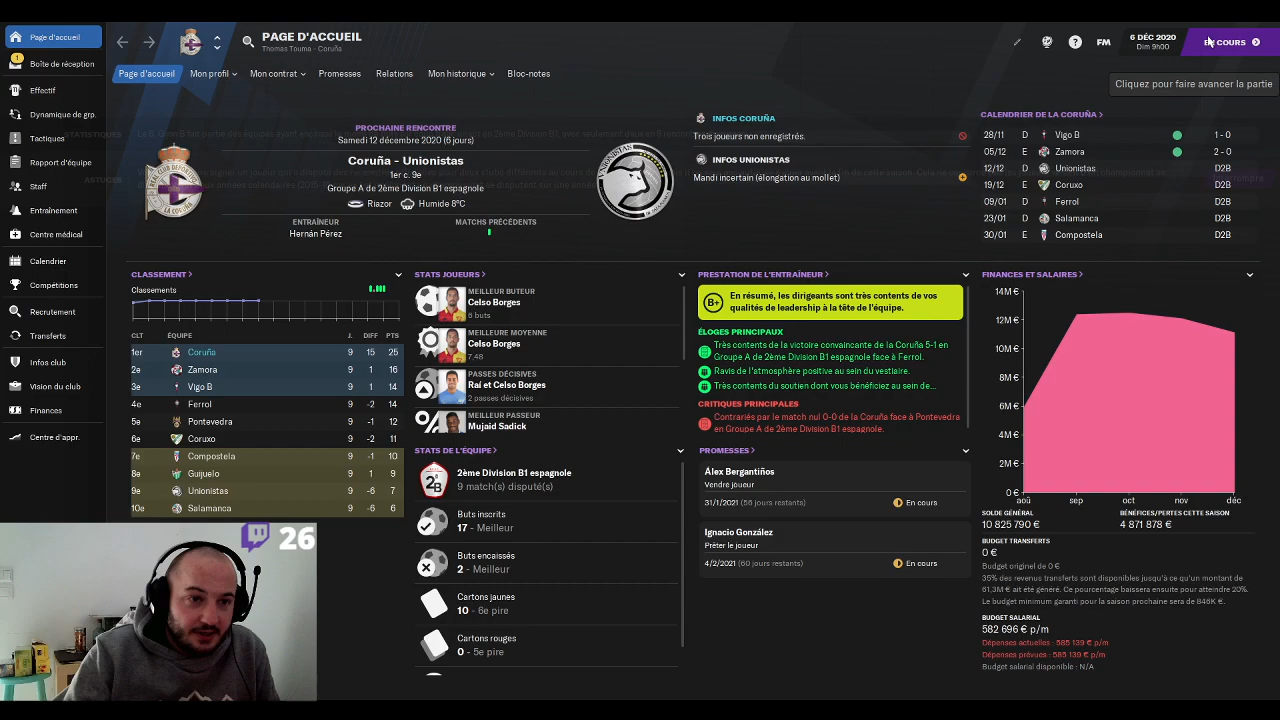 Page d'accueil
1
Boîte de réception
Effectif
Dynamique de grp.
Tactiques
Rapport d'équipe
Staff
Entraînement
Centre médical
Calendrier
Compétitions
Recrutement
Transferts
Infos club
Vision du club
Finances
Centre d'appr.
PAGE D'ACCUEIL
Thomas Touma - Coruña
FM
6 DÉC 2020
Dim 9h00
EN COURS
Cliquez pour faire avancer la partie
Page d'accueil
Mon profil
Mon contrat
Promesses
Relations
Mon historique
Bloc-notes
STATISTIQUES
ASTUCES
PROCHAINE RENCONTRE
Samedi 12 décembre 2020 (6 jours)
Coruña - Unionistas
1er c. 9e
Groupe A de 2ème Division B1 espagnole
Riazor
Humide 8ºC
ENTRAÎNEUR
Hernán Pérez
MATCHS PRÉCÉDENTS
INFOS CORUÑA
Trois joueurs non enregistrés.
INFOS UNIONISTAS
Mandi incertain (élongation au mollet)
CALENDRIER DE LA CORUÑA
28/11 D Vigo B 1 - 0
05/12 E Zamora 2 - 0
12/12 D Unionistas D2B
19/12 E Coruxo D2B
09/01 D Ferrol D2B
23/01 D Salamanca D2B
30/01 E Compostela D2B
CLASSEMENT
Classements
CLT ÉQUIPE J DIFF PTS
1er Coruña 9 15 25
2e Zamora 9 1 16
3e Vigo B 9 1 14
4e Ferrol 9 -2 14
5e Pontevedra 9 -1 12
6e Coruxo 9 -2 11
7e Compostela 9 -1 10
8e Guijuelo 9 1 9
9e Unionistas 9 -6 7
10e Salamanca 9 -6 6
STATS JOUEURS
MEILLEUR BUTEUR
Celso Borges
6 buts
MEILLEURE MOYENNE
Celso Borges
7.48
PASSES DÉCISIVES
Raí et Celso Borges
2 passes décisives
MEILLEUR PASSEUR
Mujaid Sadick
STATS DE L'ÉQUIPE
2ème Division B1 espagnole
9 match(s) disputé(s)
Buts inscrits
17 - Meilleur
Buts encaissés
2 - Meilleur
Cartons jaunes
10 - 6e pire
Cartons rouges
0 - 5e pire
PRESTATION DE L'ENTRAÎNEUR
B+
En résumé, les dirigeants sont très contents de vos
qualités de leadership à la tête de l'équipe.
ÉLOGES PRINCIPAUX
Très contents de la victoire convaincante de la Coruña 5-1 en
Groupe A de 2ème Division B1 espagnole face à Ferrol.
Ravis de l'atmosphère positive au sein du vestiaire.
Très contents du soutien dont vous bénéficiez au sein de...
CRITIQUES PRINCIPALES
Contrariés par le match nul 0-0 de la Coruña face à Pontevedra
en Groupe A de 2ème Division B1 espagnole.
PROMESSES
Álex Bergantiños
Vendre joueur
31/1/2021 (56 jours restants)
En cours
Ignacio González
Prêter le joueur
4/2/2021 (60 jours restants)
En cours
FINANCES ET SALAIRES
14M €
12M €
10M €
8M €
6M €
4M €
2M €
0 €
aoû sep oct nov déc
SOLDE GÉNÉRAL
10 825 790 €
BÉNÉFICES/PERTES CETTE SAISON
4 871 878 €
BUDGET TRANSFERTS
0 €
Budget originel de 0 €
35% des revenus transferts sont disponibles jusqu'à ce qu'un montant de
61,3M € ait été généré. Ce pourcentage baissera ensuite pour atteindre 20%.
Le budget minimum garanti pour la saison prochaine sera de 846K €.
BUDGET SALARIAL
582 696 € p/m
Dépenses actuelles : 585 139 € p/m
Dépenses prévues : 585 139 € p/m
Budget salarial disponible : N/A
26